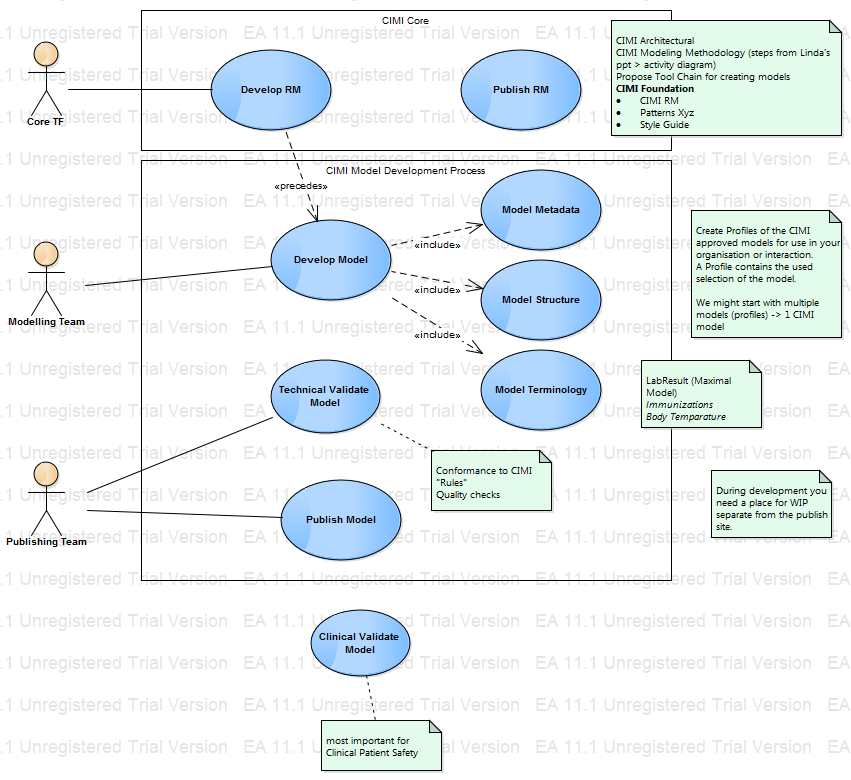 CIMI Core
Core TF
Develop RM
Publish RM
CIMI Architectural
CIMI Modeling Methodology (steps from Linda's
ppt > activity diagram)
Propose Tool Chain for creating models
CIMI Foundation
• CIMI RM
• Patterns Xyz
• Style Guide
«precedes»
CIMI Model Development Process
Modelling Team
Develop Model
«include»
«include»
«include»
Model Metadata
Model Structure
Model Terminology
Create Profiles of the CIMI
approved models for use in your
organisation or interaction.
A Profile contains the used
selection of the model.
We might start with multiple
models (profiles) -> 1 CIMI
model
Technical Validate
Model
LabResult (Maximal
Model)
Immunizations
Body Temparature
Conformance to CIMI
"Rules"
Quality checks
Publishing Team
Publish Model
During development you
need a place for WIP
separate from the publish
site.
Clinical Validate
Model
most important for
Clinical Patient Safety
EA 11.1 Unregistered Trial Version